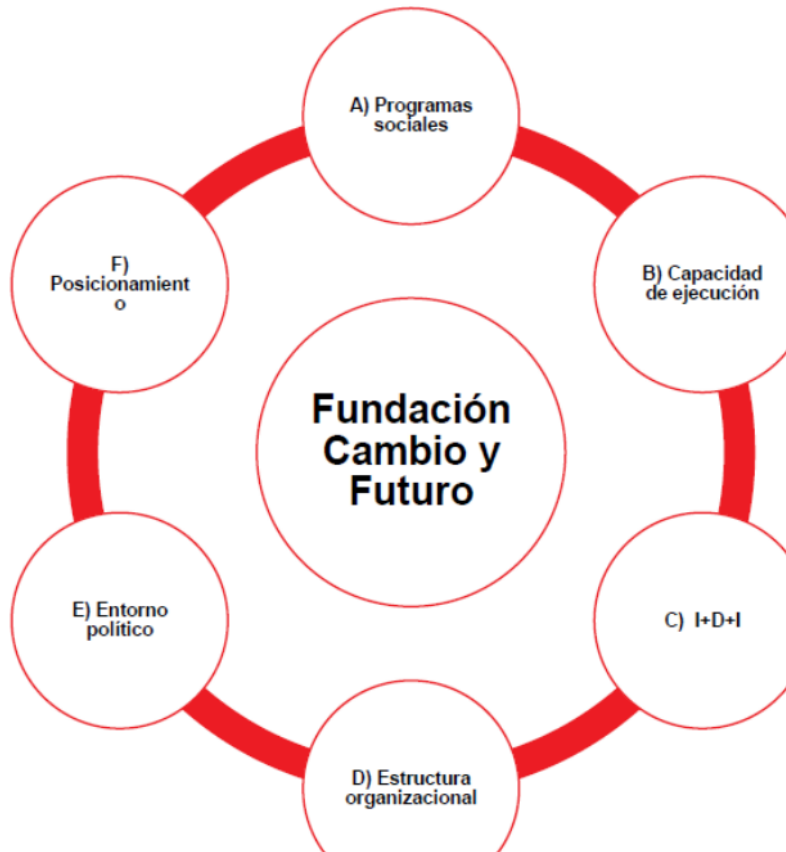 A) Programas
sociales
B) Capacidad
de ejecución
C) I+D+I
D) Estructura
organizacional
E) Entorno
político
F)
Posicionamient
o
Fundación
Cambio y
Futuro